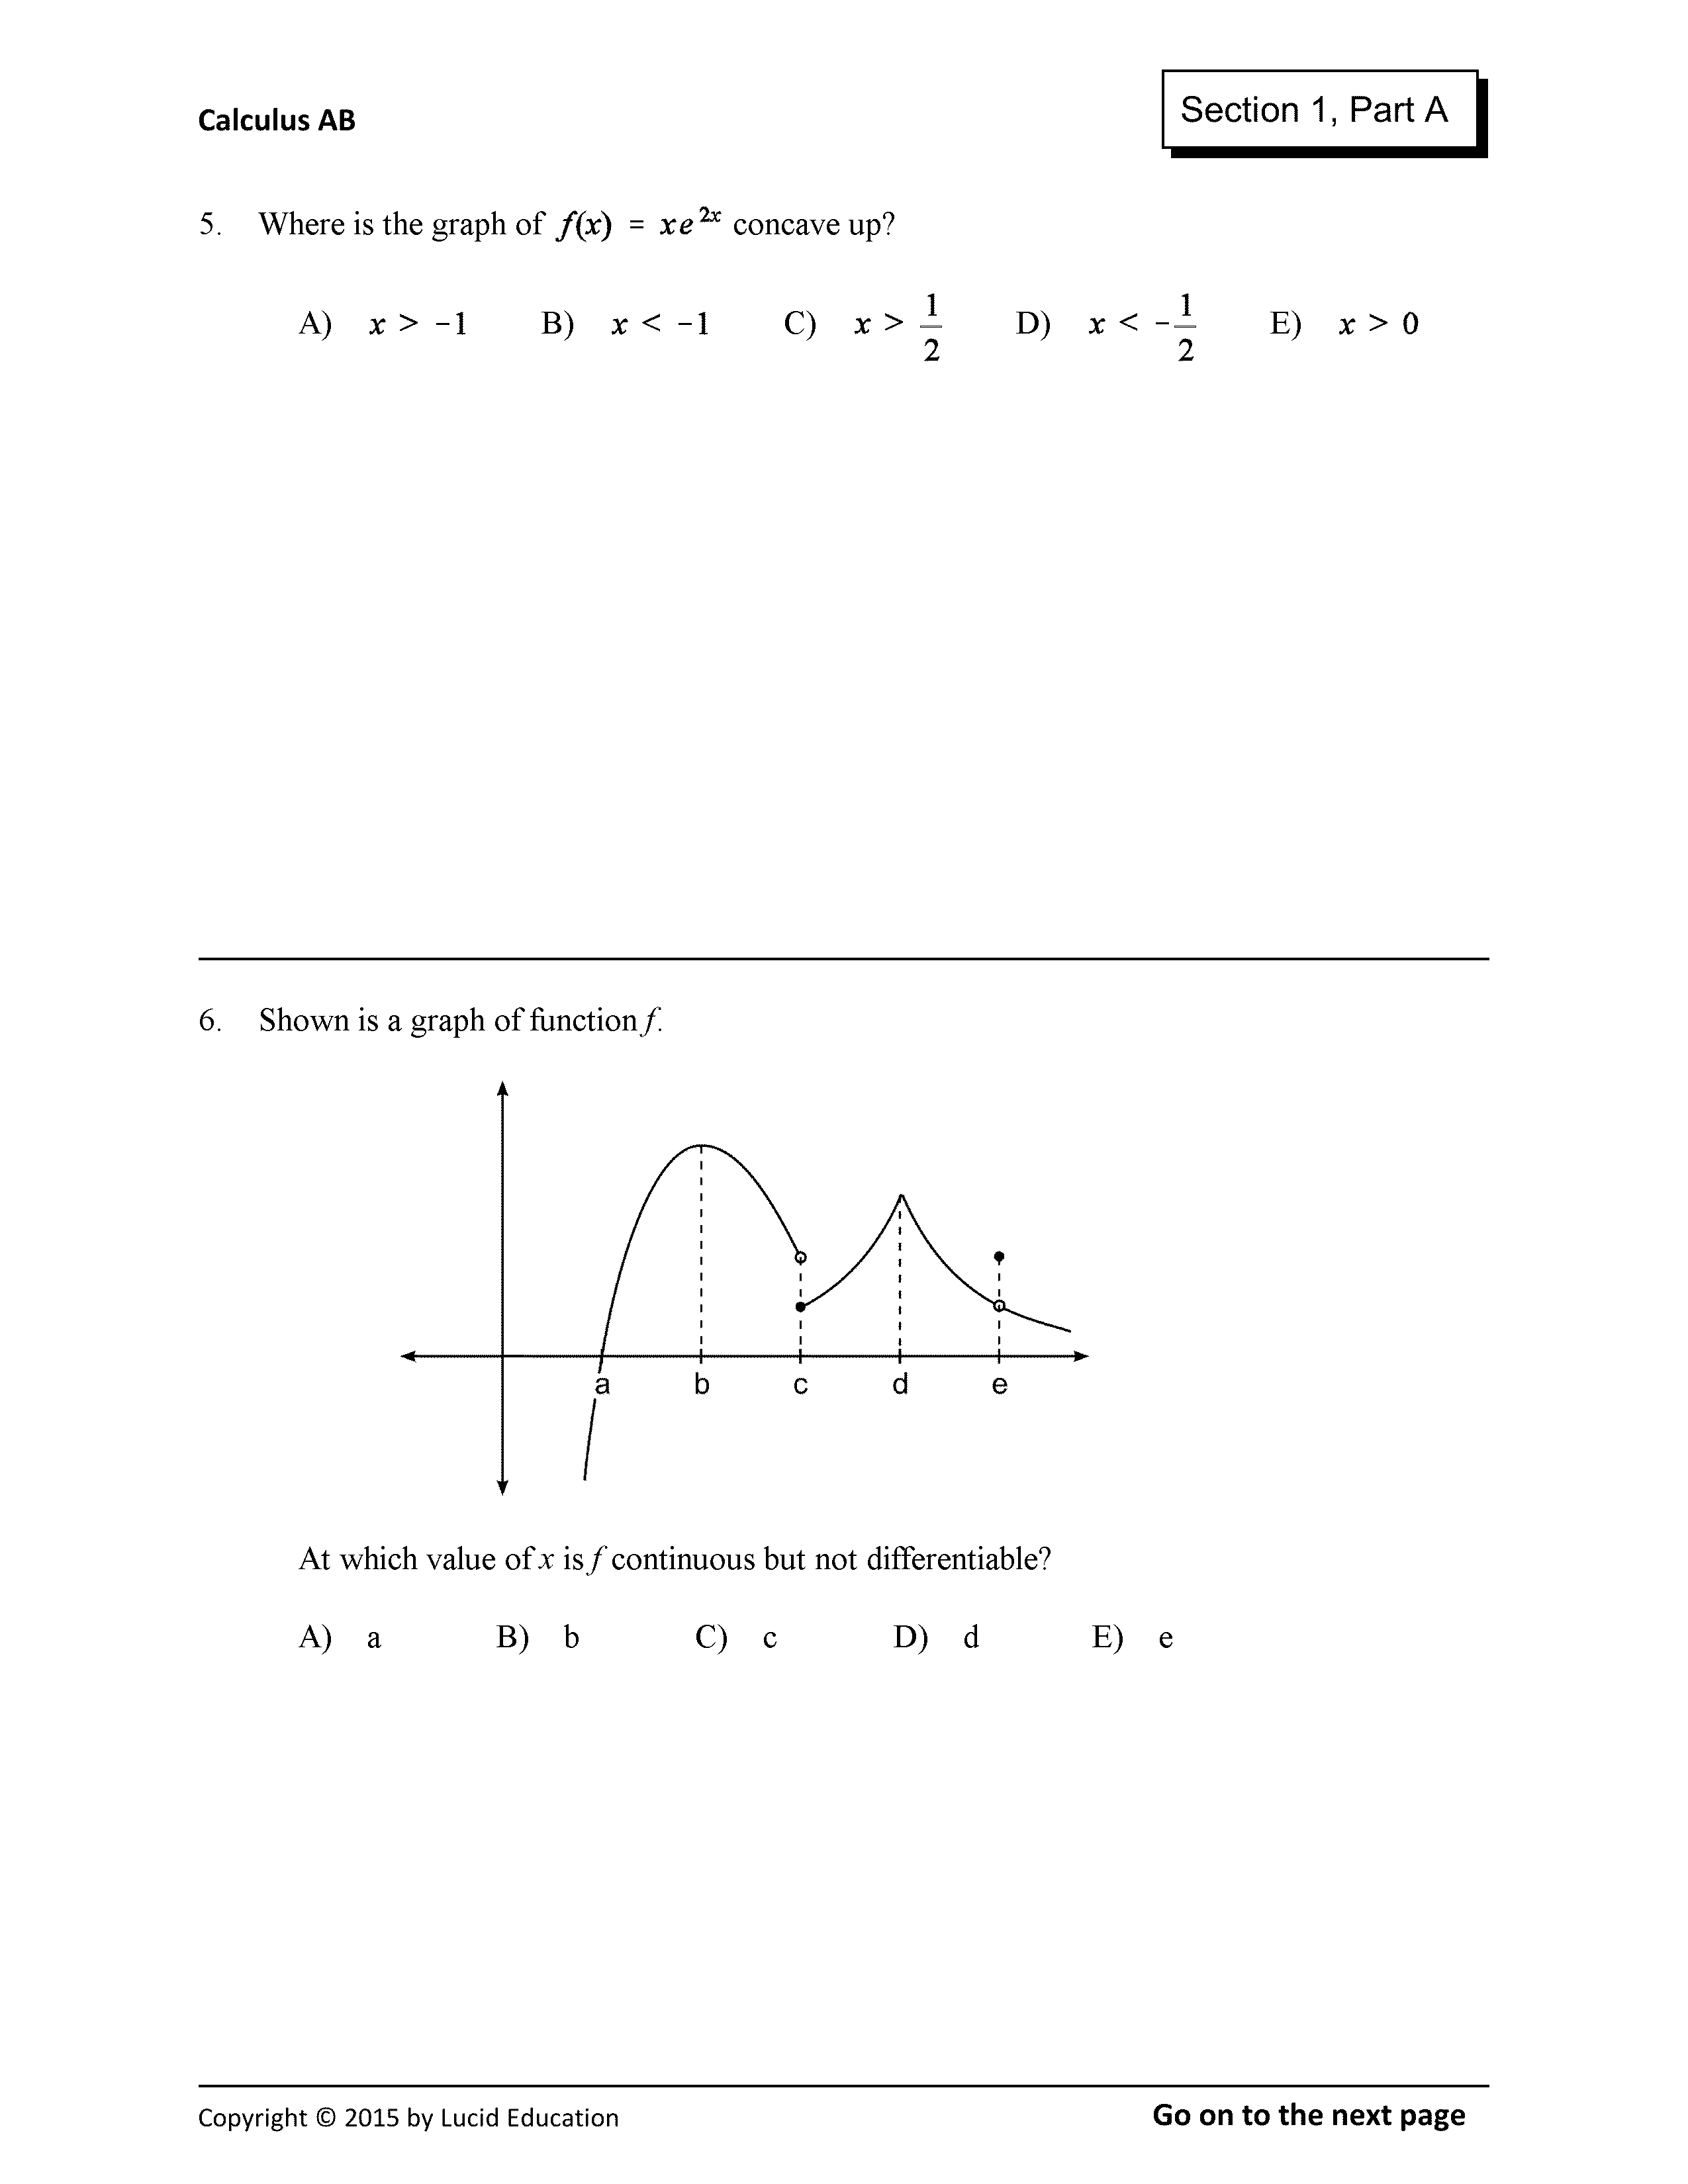 Calculus AB
Section 1, Part A
5. Where is the graph of f(x) = xe^{2x} concave up?
A) x > -1 B) x < -1 C) x > \frac{1}{2} D) x < -\frac{1}{2} E) x > 0
6. Shown is a graph of function f.
a b c d e
At which value of x is f continuous but not differentiable?
A) a B) b C) c D) d E) e
Copyright © 2015 by Lucid Education
Go on to the next page